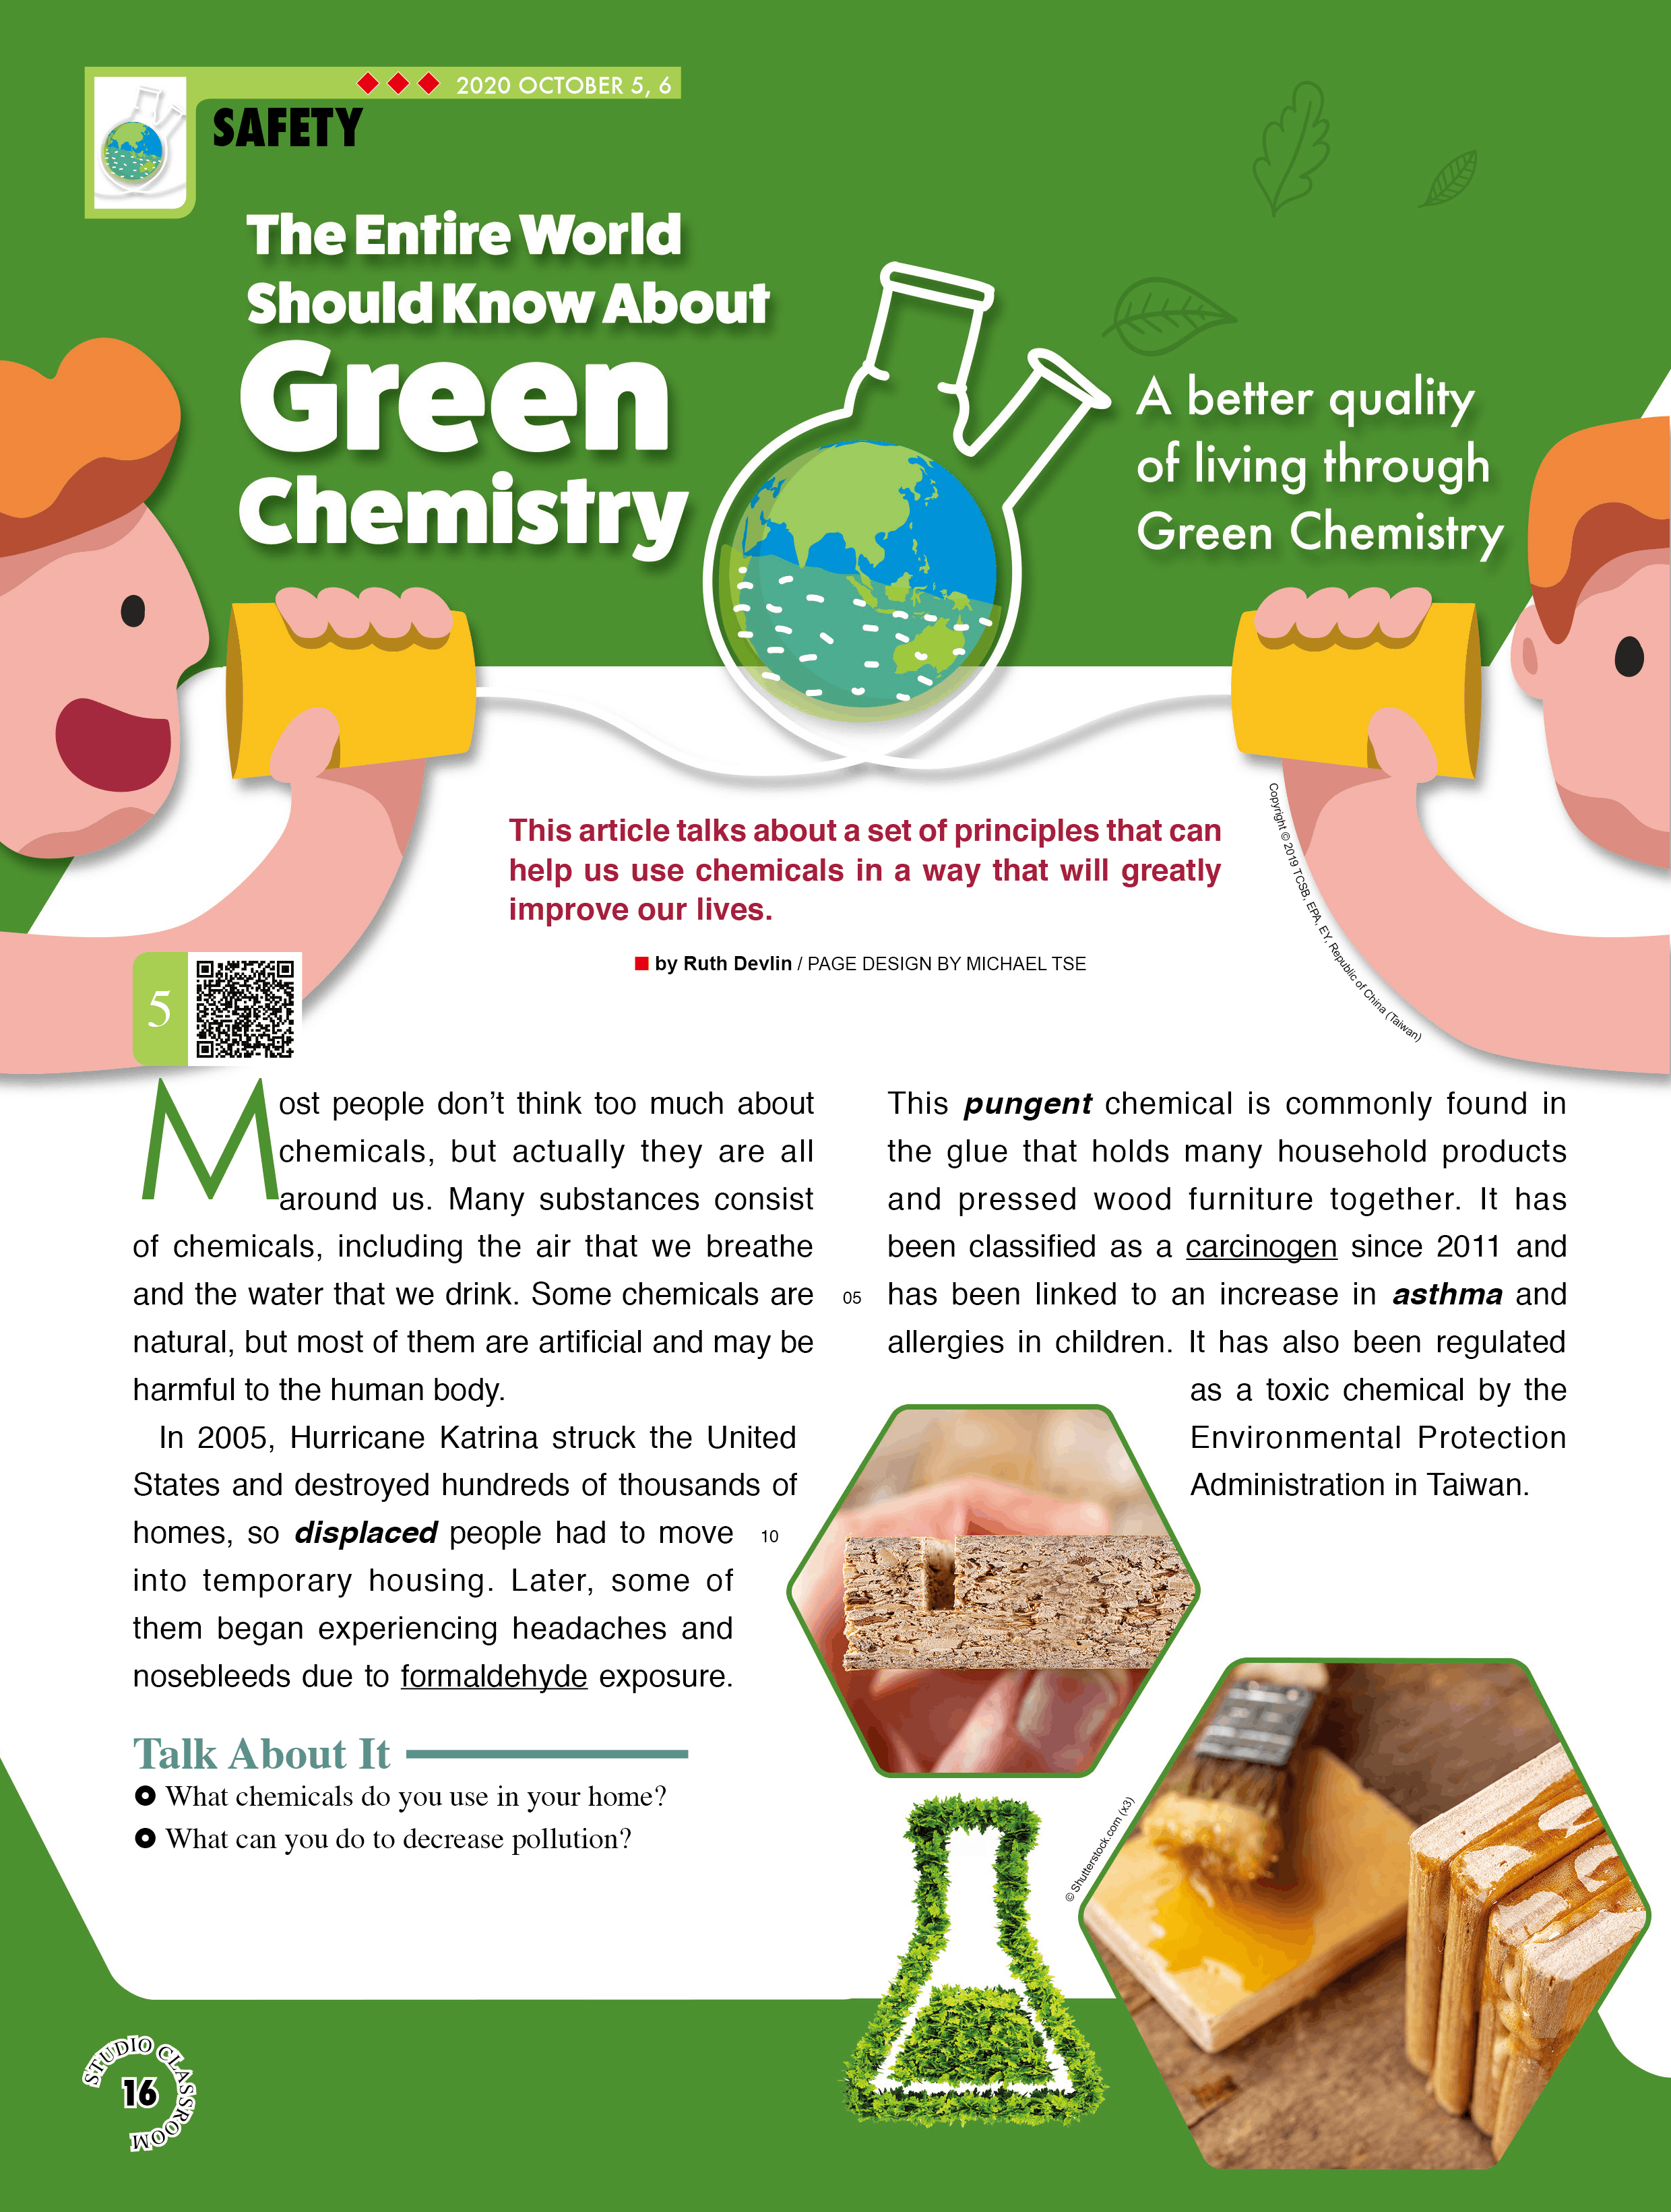 2020 OCTOBER 5, 6
SAFETY
The Entire World
Should Know About
Green
Chemistry
A better quality
of living through
Green Chemistry
This article talks about a set of principles that can
help us use chemicals in a way that will greatly
improve our lives.
by Ruth Devlin / PAGE DESIGN BY MICHAEL TSE
Copyright © 2019 TCSB, EPA, EY, Republic of China (Taiwan)
5
Most people don't think too much about
chemicals, but actually they are all
around us. Many substances consist
of chemicals, including the air that we breathe
and the water that we drink. Some chemicals are
natural, but most of them are artificial and may be
harmful to the human body.
In 2005, Hurricane Katrina struck the United
States and destroyed hundreds of thousands of
homes, so displaced people had to move
into temporary housing. Later, some of
them began experiencing headaches and
nosebleeds due to formaldehyde exposure.
05
10
This pungent chemical is commonly found in
the glue that holds many household products
and pressed wood furniture together. It has
been classified as a carcinogen since 2011 and
has been linked to an increase in asthma and
allergies in children. It has also been regulated
as a toxic chemical by the
Environmental Protection
Administration in Taiwan.
Talk About It
What chemicals do you use in your home?
What can you do to decrease pollution?
© Shutterstock.com (x3)
STUDIO CLASSROOM
16